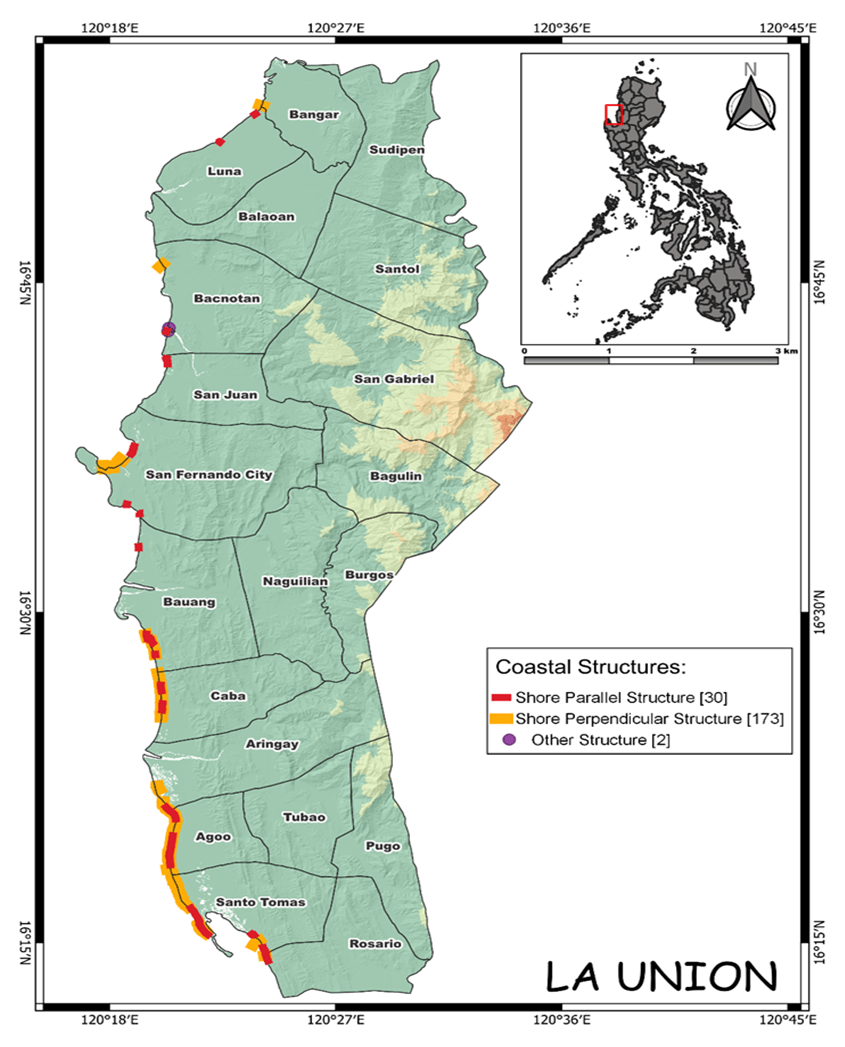 120°18′E 120°27′E 120°36′E 120°45′E
N
Bangar
Sudipen
Luna
Balaoan
Santol
16°45′N 16°45′N
Bacnotan
0 1 2 3 km
San Gabriel
San Juan
San Fernando City
Bagulin
Naguilian
Burgos
Bauang
16°30′N 16°30′N
Coastal Structures:
Shore Parallel Structure [30]
Shore Perpendicular Structure [173]
Other Structure [2]
Caba
Aringay
Tubao
Agoo
Pugo
Santo Tomas
Rosario
16°15′N 16°15′N
LA UNION
120°18′E 120°27′E 120°36′E 120°45′E